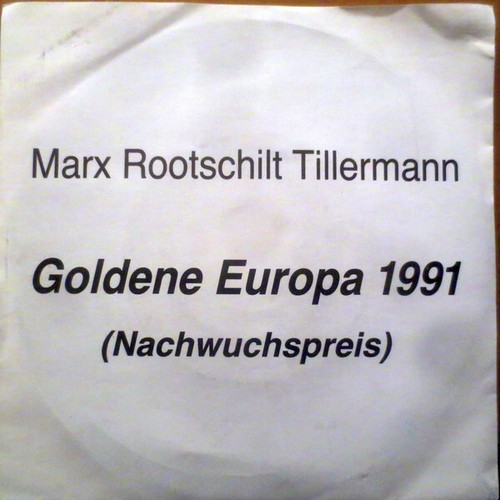 Marx Rootschilt Tillermann
Goldene Europa 1991
(Nachwuchspreis)